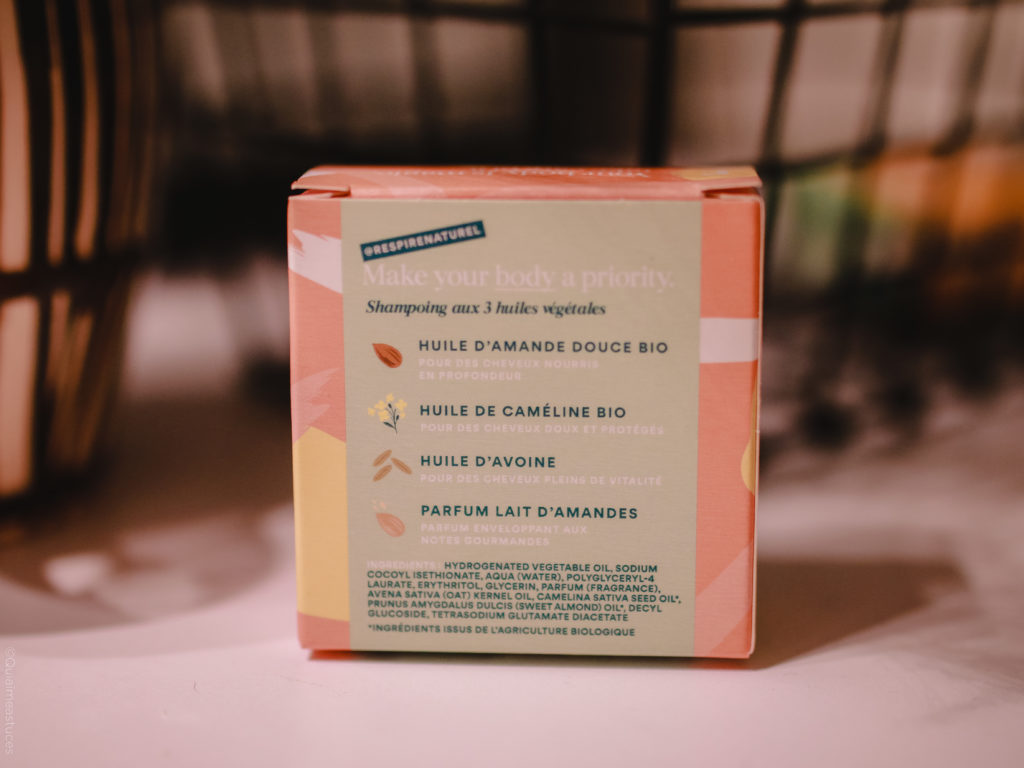 @RESPIRENATUREL
Make your body a priority.
Shampoing aux 3 huiles végétales
HUILE D'AMANDE DOUCE BIO
POUR DES CHEVEUX NOURRIS
EN PROFONDEUR
HUILE DE CAMÉLINE BIO
POUR DES CHEVEUX DOUX ET PROTÉGÉS
HUILE D'AVOINE
POUR DES CHEVEUX PLEINS DE VITALITÉ
PARFUM LAIT D'AMANDES
PARFUM ENVELOPPANT AUX
NOTES GOURMANDES
INGRÉDIENTS : HYDROGENATED VEGETABLE OIL, SODIUM
COCOYL ISETHIONATE, AQUA (WATER), POLYGLYCERYL-4
LAURATE, ERYTHRITOL, GLYCERIN, PARFUM (FRAGRANCE),
AVENA SATIVA (OAT) KERNEL OIL, CAMELINA SATIVA SEED OIL*,
PRUNUS AMYGDALUS DULCIS (SWEET ALMOND) OIL*, DECYL
GLUCOSIDE, TETRASODIUM GLUTAMATE DIACETATE
*INGRÉDIENTS ISSUS DE L'AGRICULTURE BIOLOGIQUE
©Quiaimeastuces